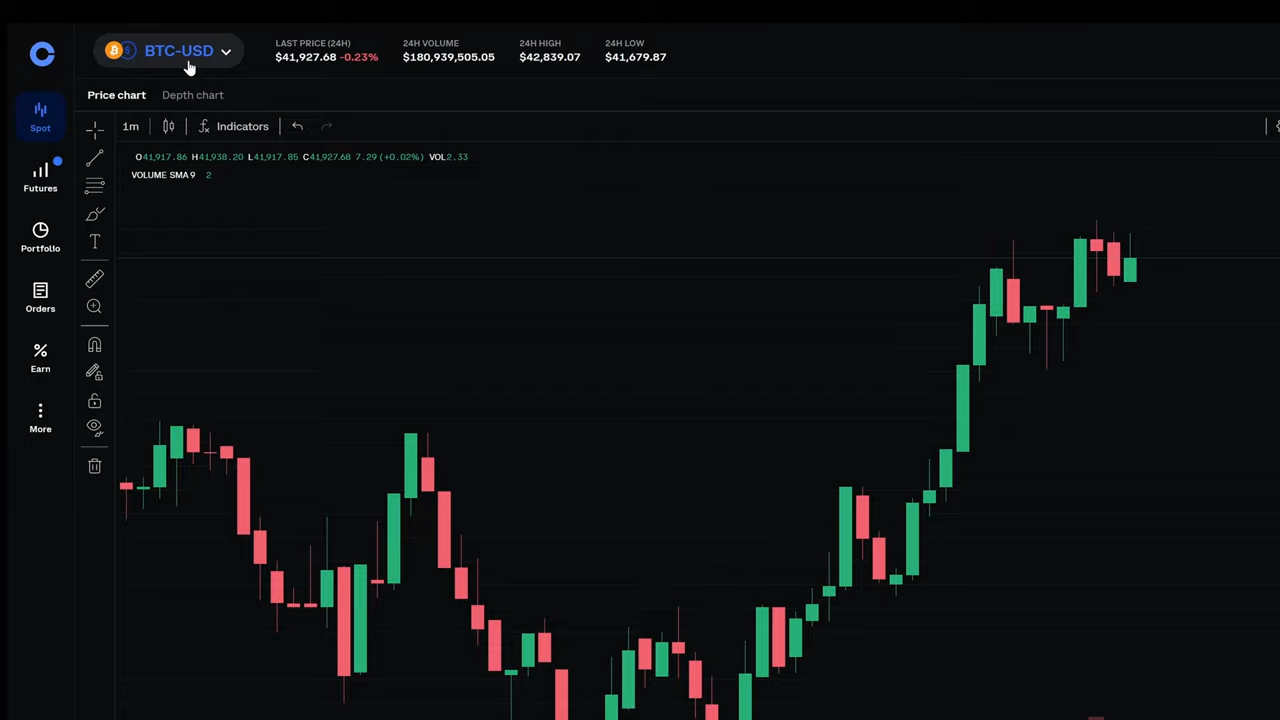 BTC-USD
LAST PRICE (24H) 24H VOLUME 24H HIGH 24H LOW
$41,927.68 -0.23% $180,939,505.05 $42,839.07 $41,679.87
Price chart Depth chart
Spot
1m Indicators
O41,917.86 H41,938.20 L41,917.85 C41,927.68 7.29 (+0.02%) VOL2.33
VOLUME SMA 9 2
Futures
Portfolio
Orders
Earn
More